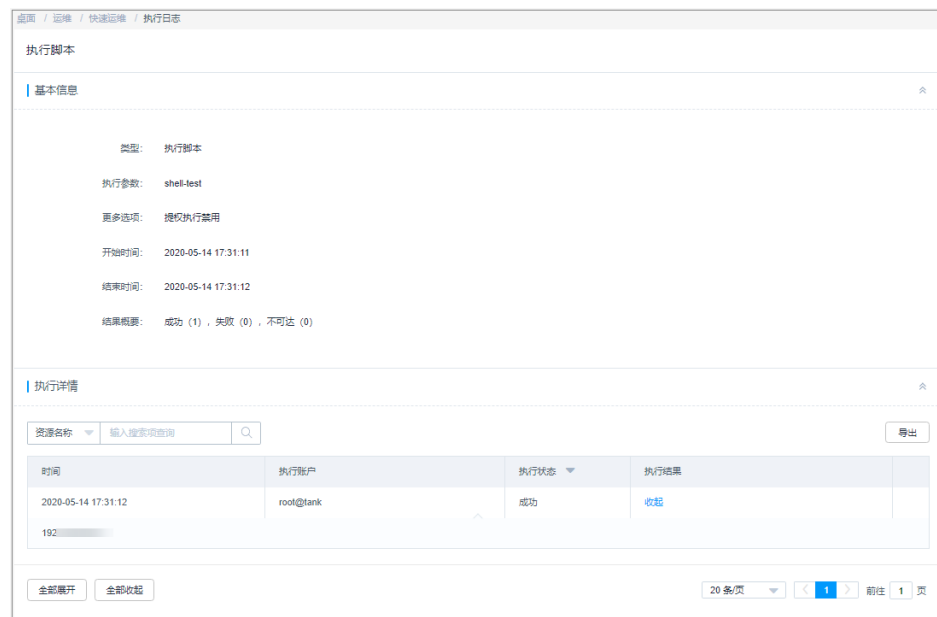 桌面 / 运维 / 快速运维 / 执行日志
执行脚本
基本信息
类型: 执行脚本
执行参数: shell-test
更多选项: 提权执行禁用
开始时间: 2020-05-14 17:31:11
结束时间: 2020-05-14 17:31:12
结果概要: 成功（1）, 失败（0）, 不可达（0）
执行详情
资源名称 输入搜索项查询 导出
时间 执行账户 执行状态 执行结果
2020-05-14 17:31:12 root@tank 成功 收起
192
全部展开 全部收起 20 条/页 1 前往 1 页